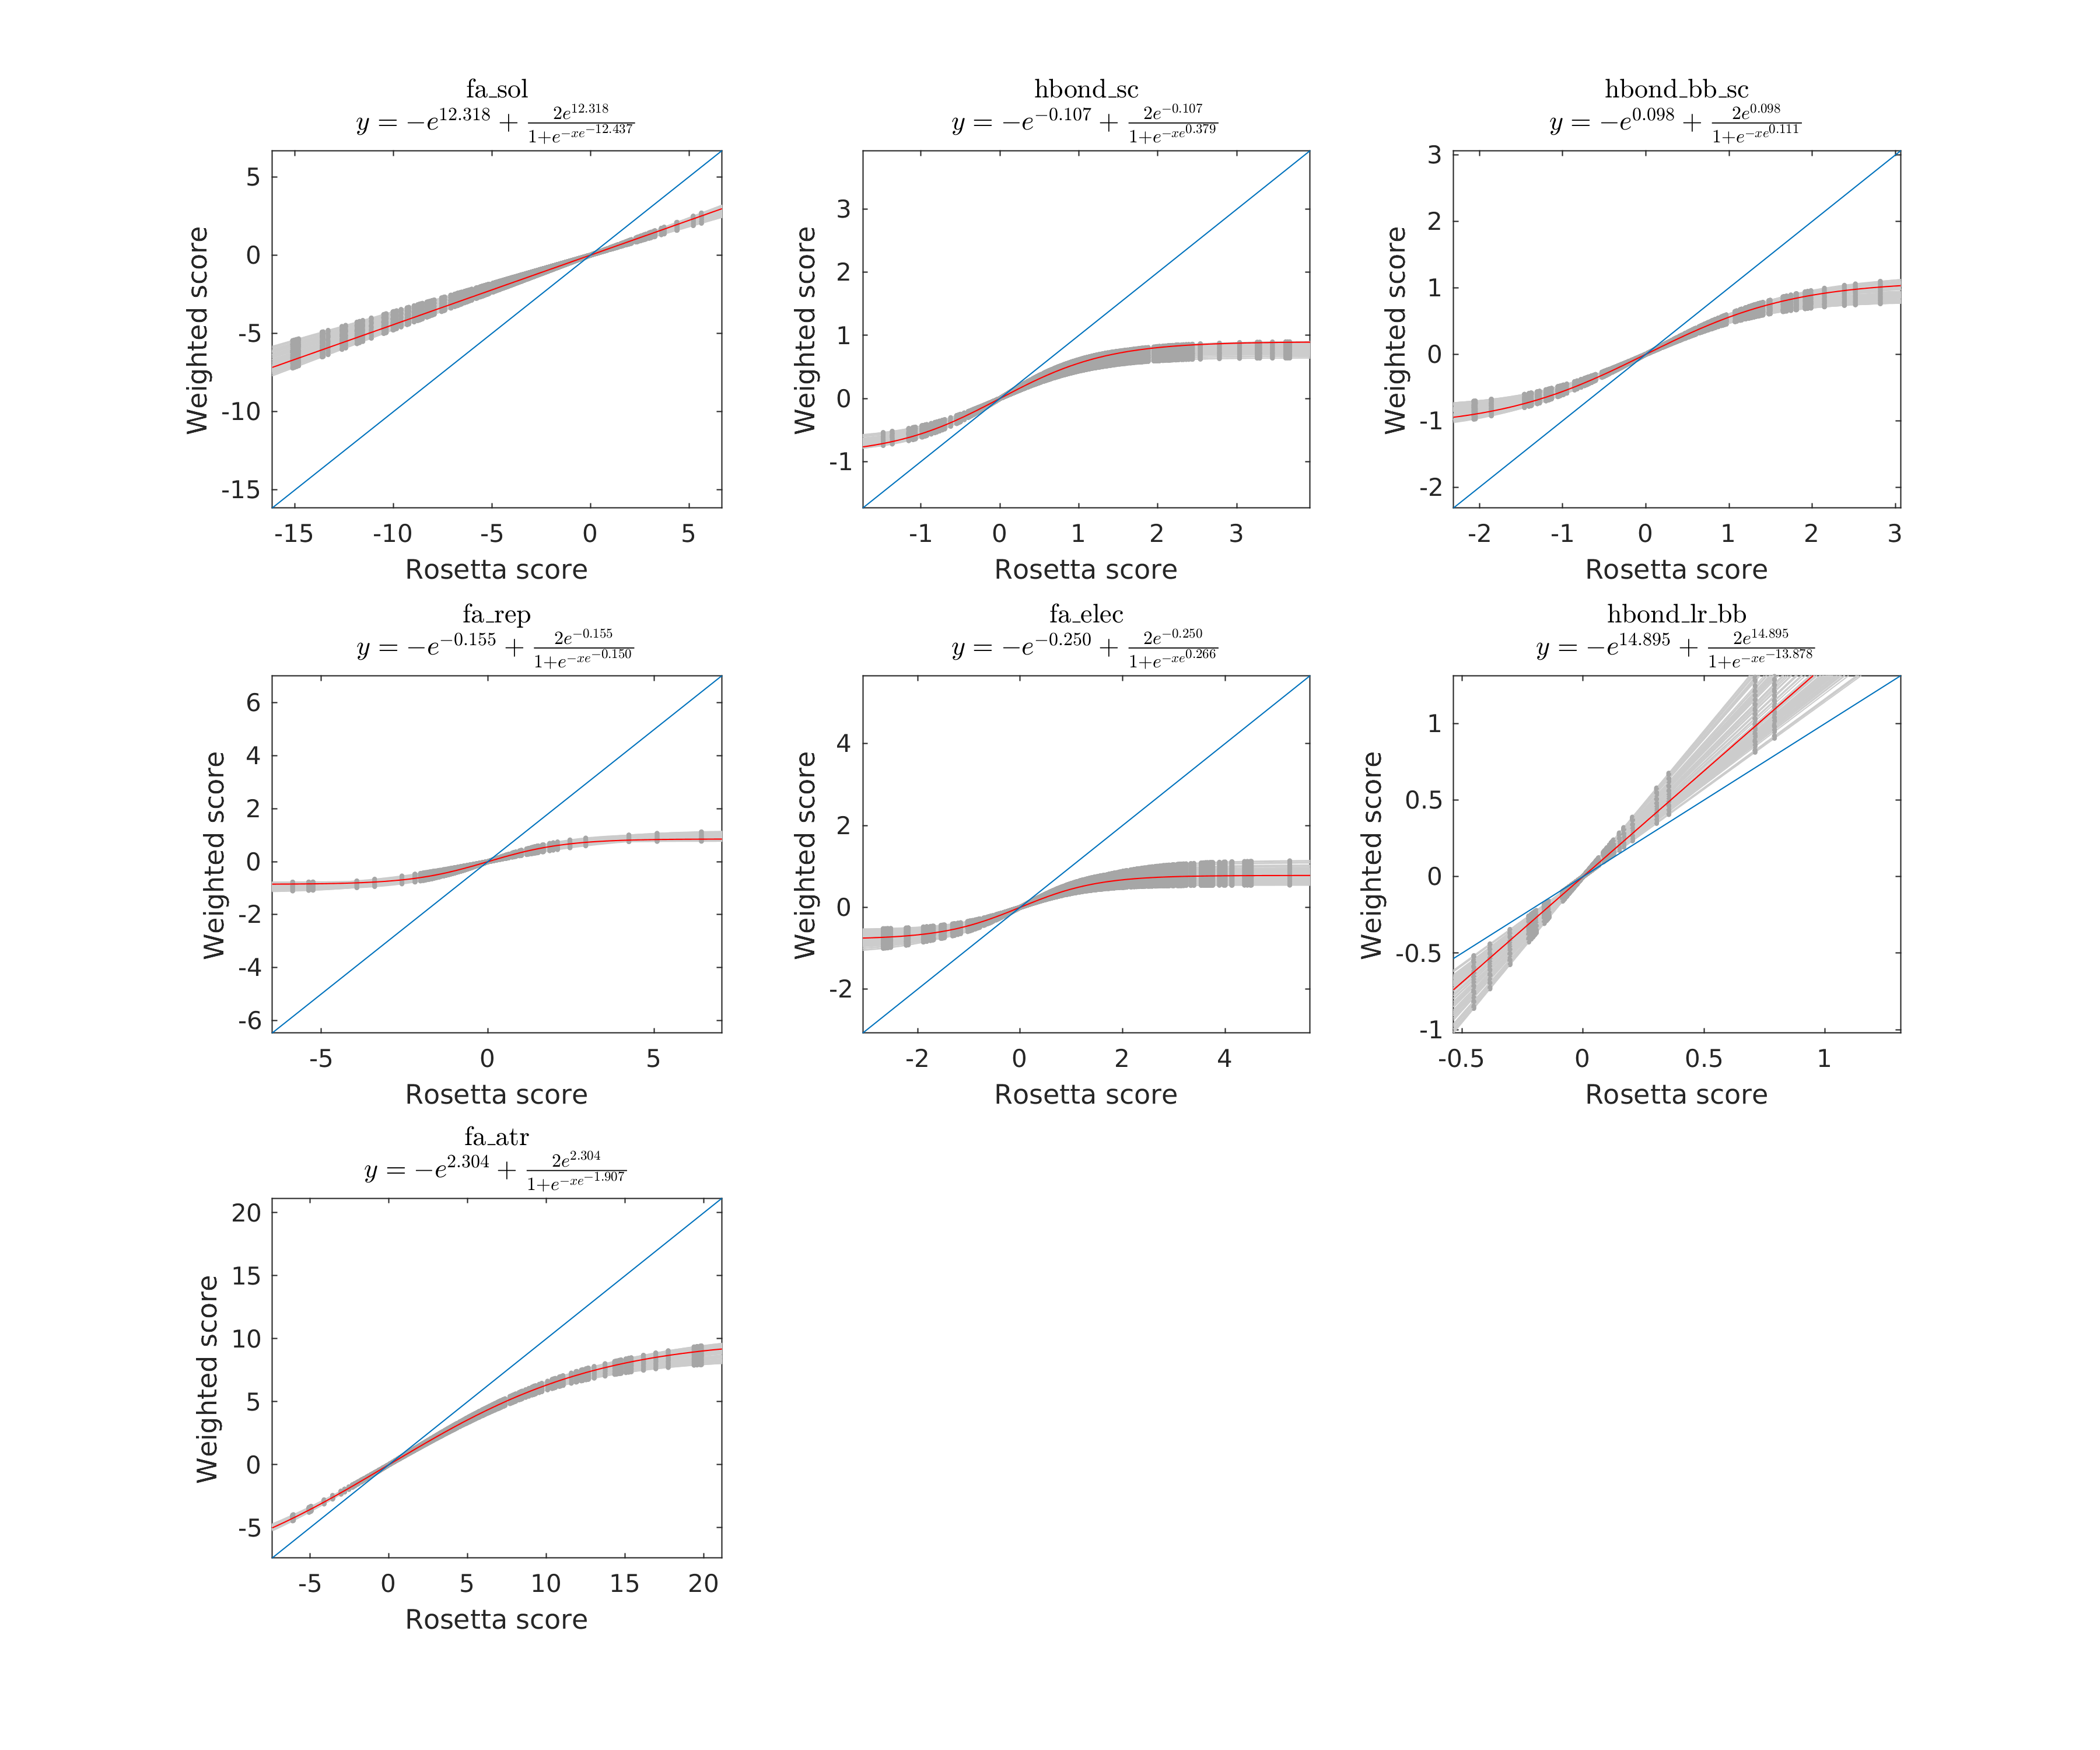 fa_sol
y = −e^{12.318} + \frac{2e^{12.318}}{1+e^{-xe^{-12.437}}}
5
0
-5
-10
-15
Weighted score
-15 -10 -5 0 5
Rosetta score
hbond_sc
y = −e^{-0.107} + \frac{2e^{-0.107}}{1+e^{-xe^{0.379}}}
3
2
1
0
-1
Weighted score
-1 0 1 2 3
Rosetta score
hbond_bb_sc
y = −e^{0.098} + \frac{2e^{0.098}}{1+e^{-xe^{0.111}}}
3
2
1
0
-1
-2
Weighted score
-2 -1 0 1 2 3
Rosetta score
fa_rep
y = −e^{-0.155} + \frac{2e^{-0.155}}{1+e^{-xe^{-0.150}}}
6
4
2
0
-2
-4
-6
Weighted score
-5 0 5
Rosetta score
fa_elec
y = −e^{-0.250} + \frac{2e^{-0.250}}{1+e^{-xe^{0.266}}}
4
2
0
-2
Weighted score
-2 0 2 4
Rosetta score
hbond_lr_bb
y = −e^{14.895} + \frac{2e^{14.895}}{1+e^{-xe^{-13.878}}}
1
0.5
0
-0.5
-1
Weighted score
-0.5 0 0.5 1
Rosetta score
fa_atr
y = −e^{2.304} + \frac{2e^{2.304}}{1+e^{-xe^{-1.907}}}
20
15
10
5
0
-5
Weighted score
-5 0 5 10 15 20
Rosetta score